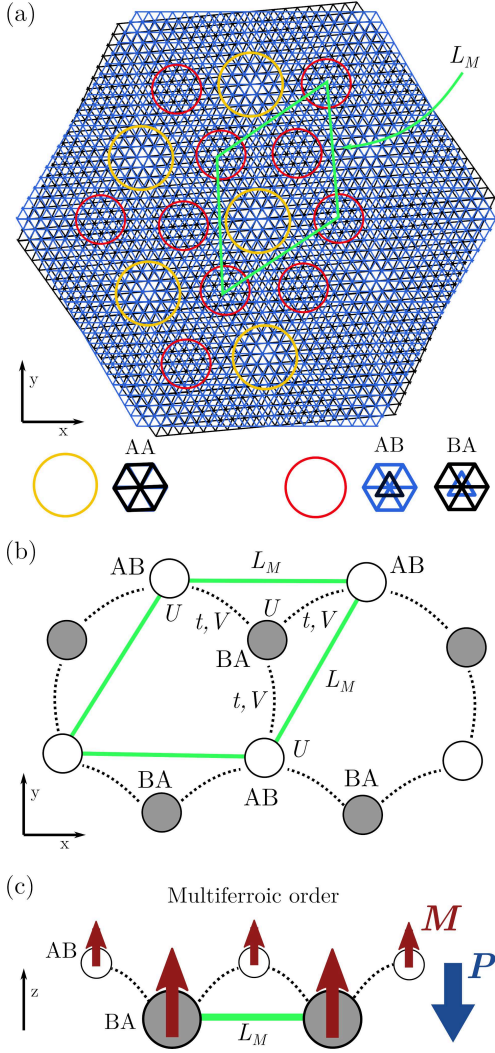 (a)
L_M
y
x
AA
AB
BA
(b)
AB
L_M
AB
U
t, V
U
t, V
BA
L_M
t, V
U
BA
AB
BA
y
x
(c)
Multiferroic order
M
AB
P
z
BA
L_M